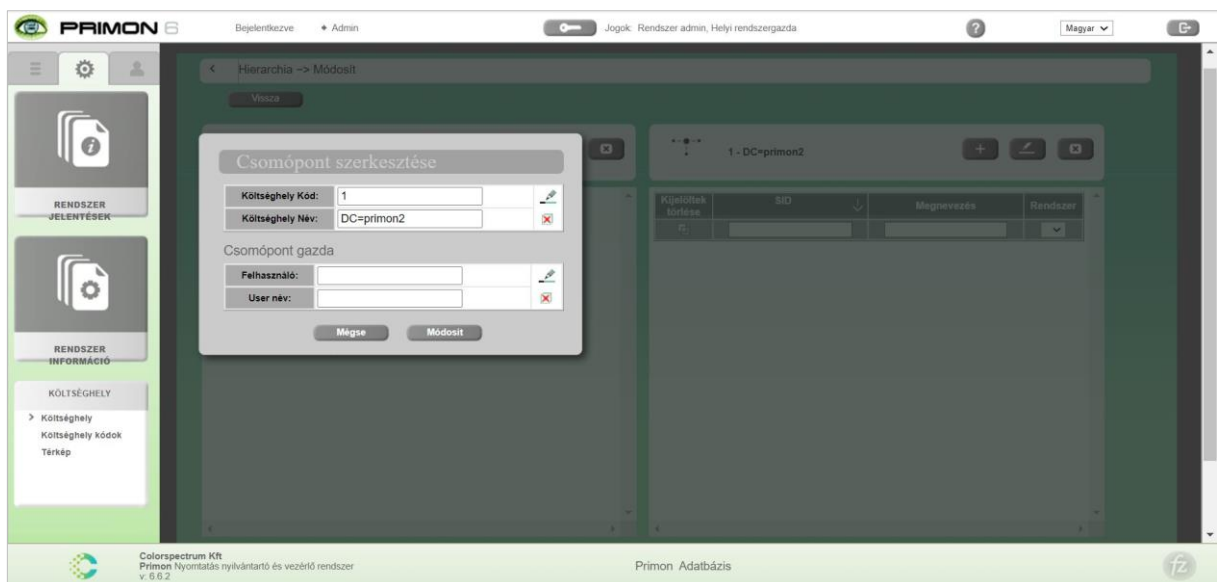 PRIMON 6
Bejelentkezve
Admin
Jogok: Rendszer admin, Helyi rendszergazda
?
Magyar
Hierarchia -> Módosít
Vissza
RENDSZER
JELENTÉSEK
RENDSZER
INFORMÁCIÓ
KÖLTSÉGHELY
> Költséghely
Költséghely kódok
Térkép
Csomópont szerkesztése
Költséghely Kód: 1
Költséghely Név: DC=primon2
Csomópont gazda
Felhasználó:
User név:
Mégse
Módosít
1 - DC=primon2
Kijelöltek
törlése
SID
Megnevezés
Rendszer
Colorspectrum Kft
Primon Nyomtatás nyilvántartó és vezérlő rendszer
v: 6.6.2
Primon Adatbázis
fz